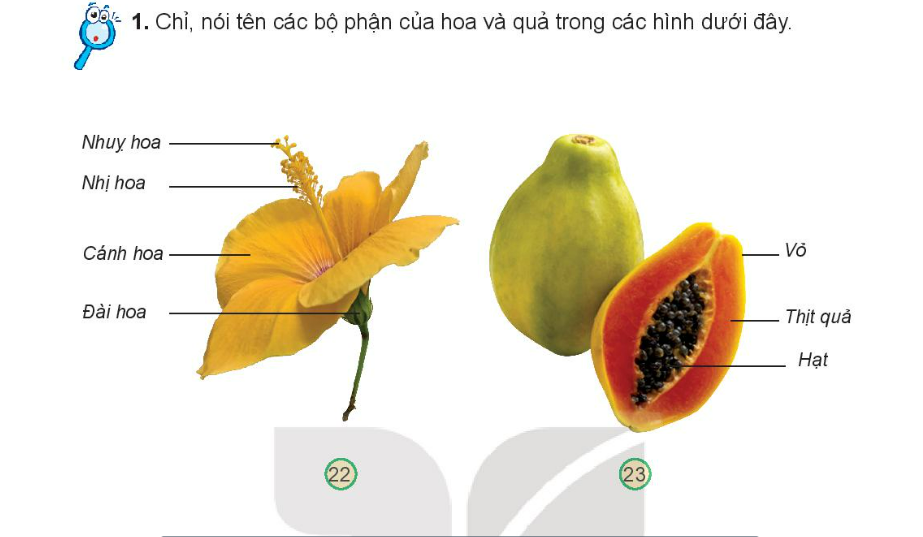 1. Chỉ, nói tên các bộ phận của hoa và quả trong các hình dưới đây.
Nhuỵ hoa
Nhị hoa
Cánh hoa
Đài hoa
Vỏ
Thịt quả
Hạt
22
23